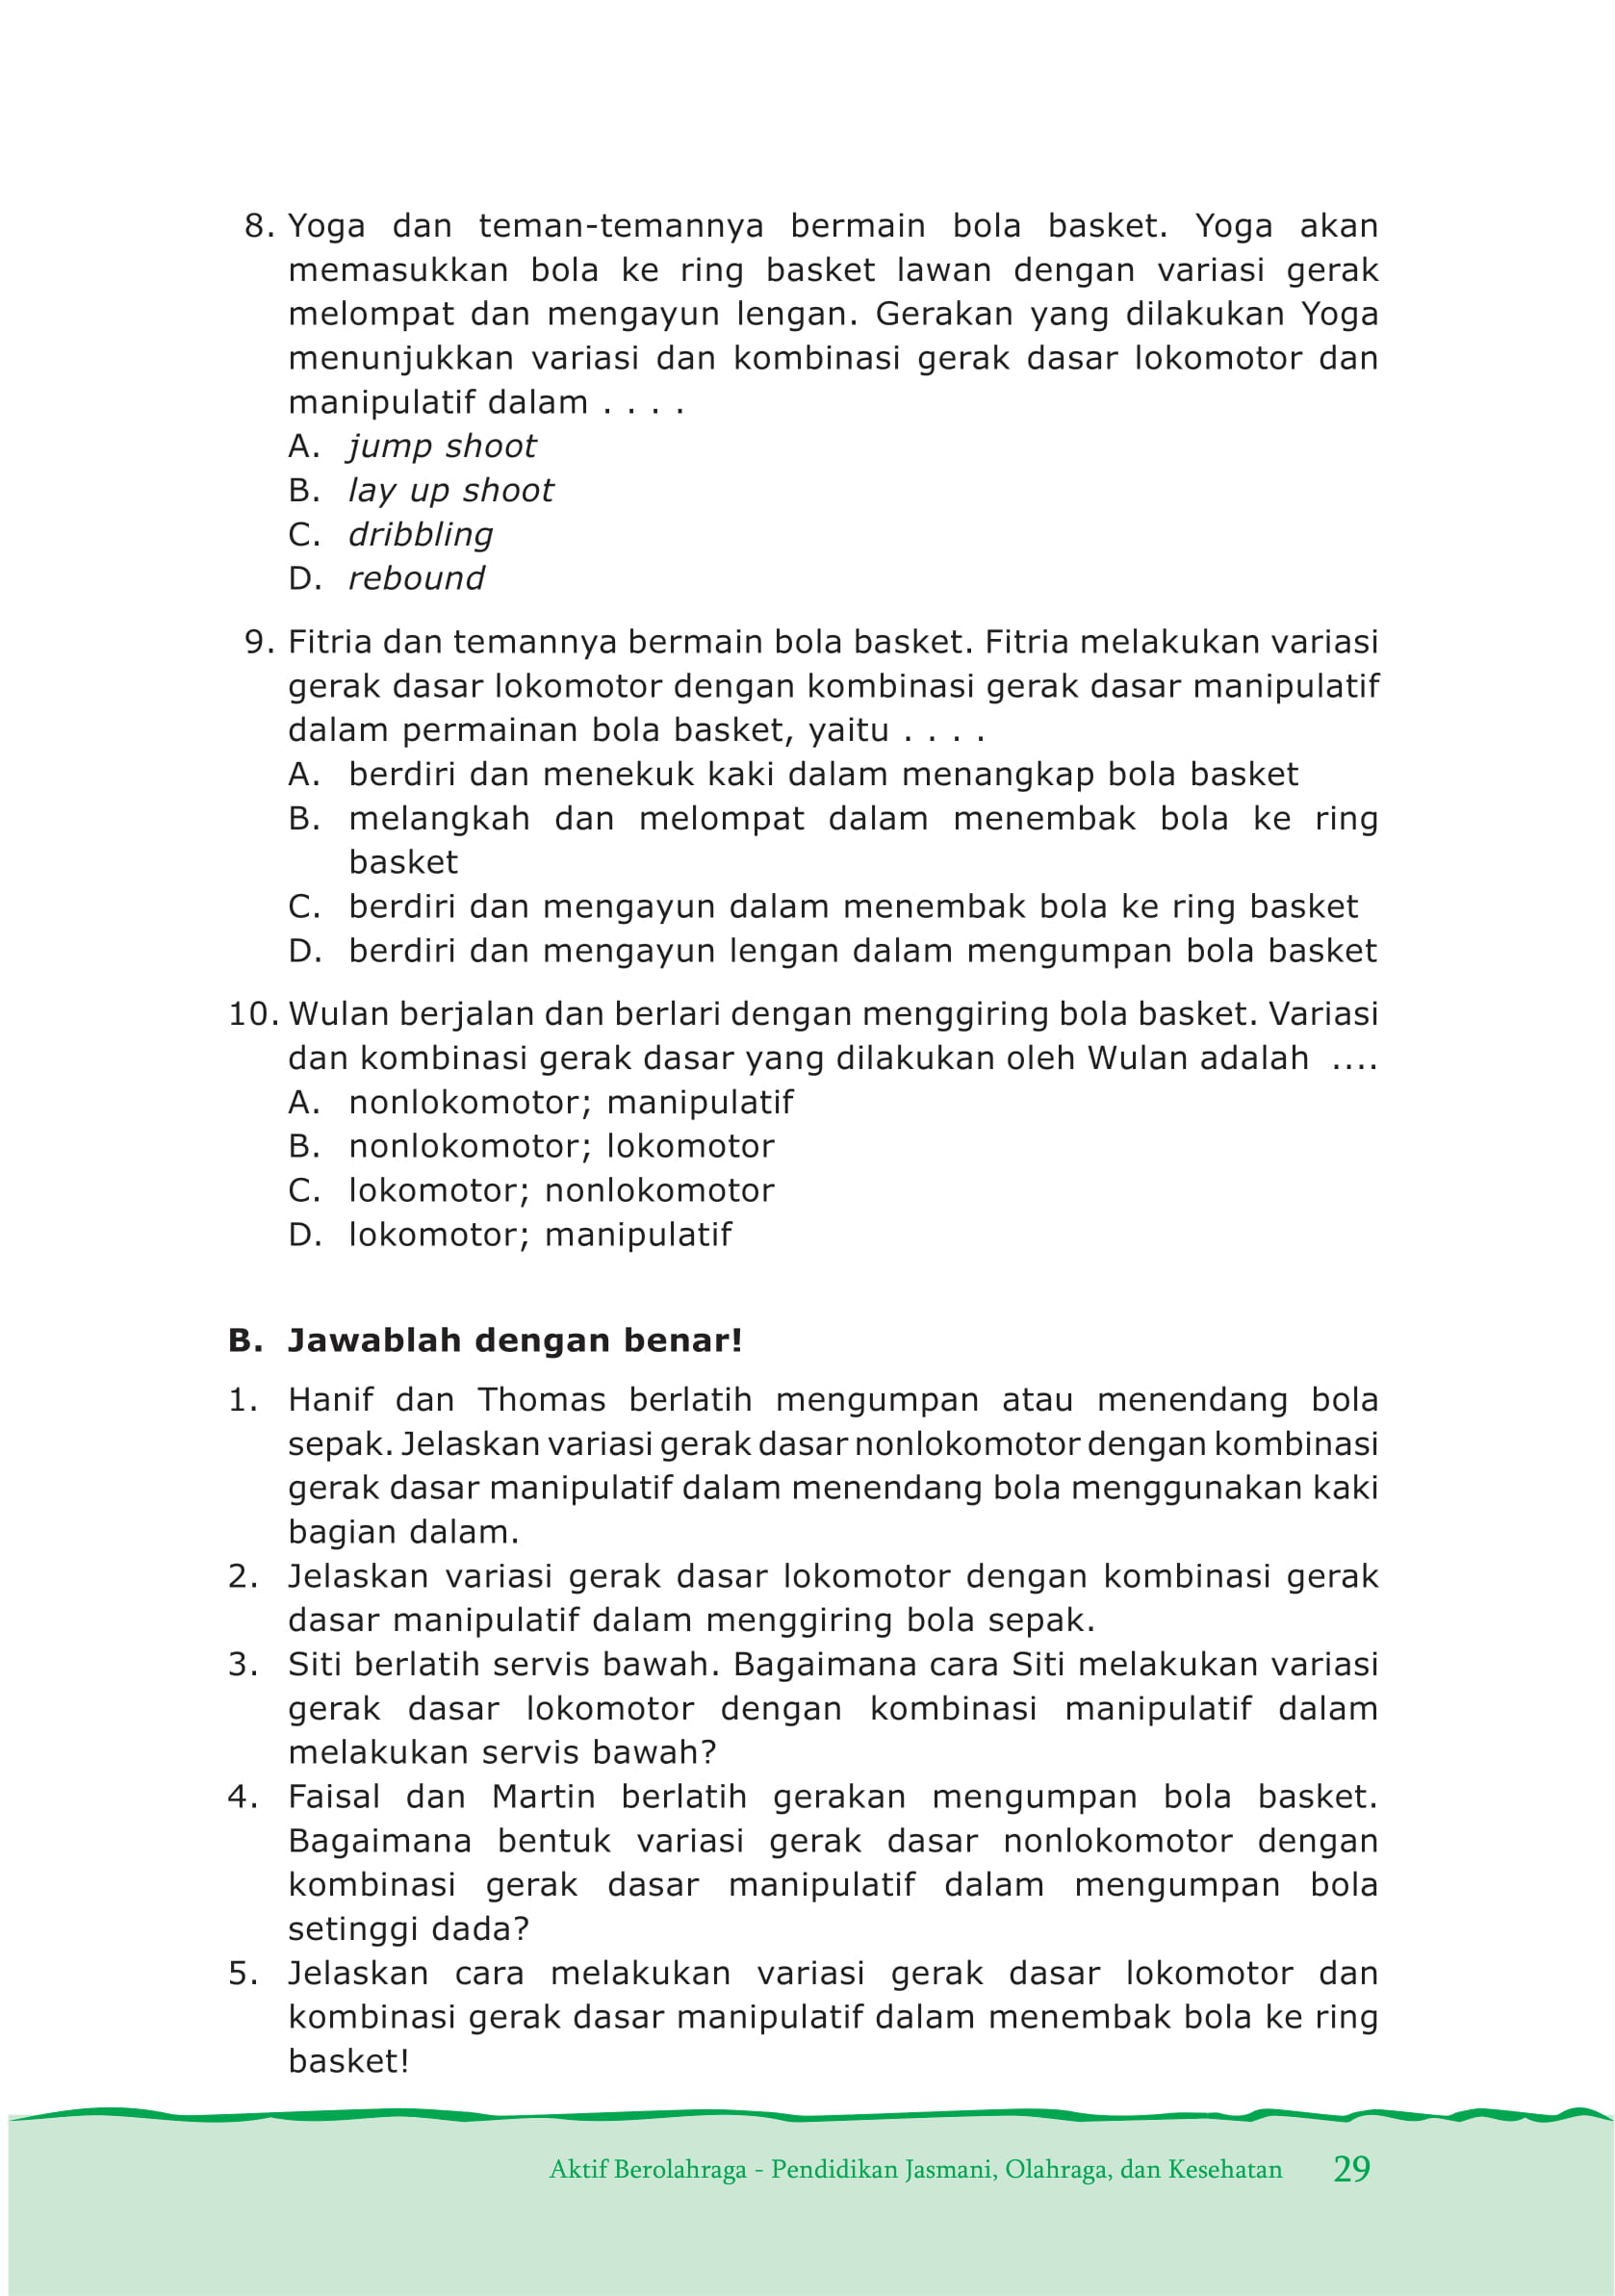 8. Yoga dan teman-temannya bermain bola basket. Yoga akan
memasukkan bola ke ring basket lawan dengan variasi gerak
melompat dan mengayun lengan. Gerakan yang dilakukan Yoga
menunjukkan variasi dan kombinasi gerak dasar lokomotor dan
manipulatif dalam . . . .
A. jump shoot
B. lay up shoot
C. dribbling
D. rebound
9. Fitria dan temannya bermain bola basket. Fitria melakukan variasi
gerak dasar lokomotor dengan kombinasi gerak dasar manipulatif
dalam permainan bola basket, yaitu . . . .
A. berdiri dan menekuk kaki dalam menangkap bola basket
B. melangkah dan melompat dalam menembak bola ke ring
basket
C. berdiri dan mengayun dalam menembak bola ke ring basket
D. berdiri dan mengayun lengan dalam mengumpan bola basket
10. Wulan berjalan dan berlari dengan menggiring bola basket. Variasi
dan kombinasi gerak dasar yang dilakukan oleh Wulan adalah ....
A. nonlokomotor; manipulatif
B. nonlokomotor; lokomotor
C. lokomotor; nonlokomotor
D. lokomotor; manipulatif
B. Jawablah dengan benar!
1. Hanif dan Thomas berlatih mengumpan atau menendang bola
sepak. Jelaskan variasi gerak dasar nonlokomotor dengan kombinasi
gerak dasar manipulatif dalam menendang bola menggunakan kaki
bagian dalam.
2. Jelaskan variasi gerak dasar lokomotor dengan kombinasi gerak
dasar manipulatif dalam menggiring bola sepak.
3. Siti berlatih servis bawah. Bagaimana cara Siti melakukan variasi
gerak dasar lokomotor dengan kombinasi manipulatif dalam
melakukan servis bawah?
4. Faisal dan Martin berlatih gerakan mengumpan bola basket.
Bagaimana bentuk variasi gerak dasar nonlokomotor dengan
kombinasi gerak dasar manipulatif dalam mengumpan bola
setinggi dada?
5. Jelaskan cara melakukan variasi gerak dasar lokomotor dan
kombinasi gerak dasar manipulatif dalam menembak bola ke ring
basket!
Aktif Berolahraga - Pendidikan Jasmani, Olahraga, dan Kesehatan 29